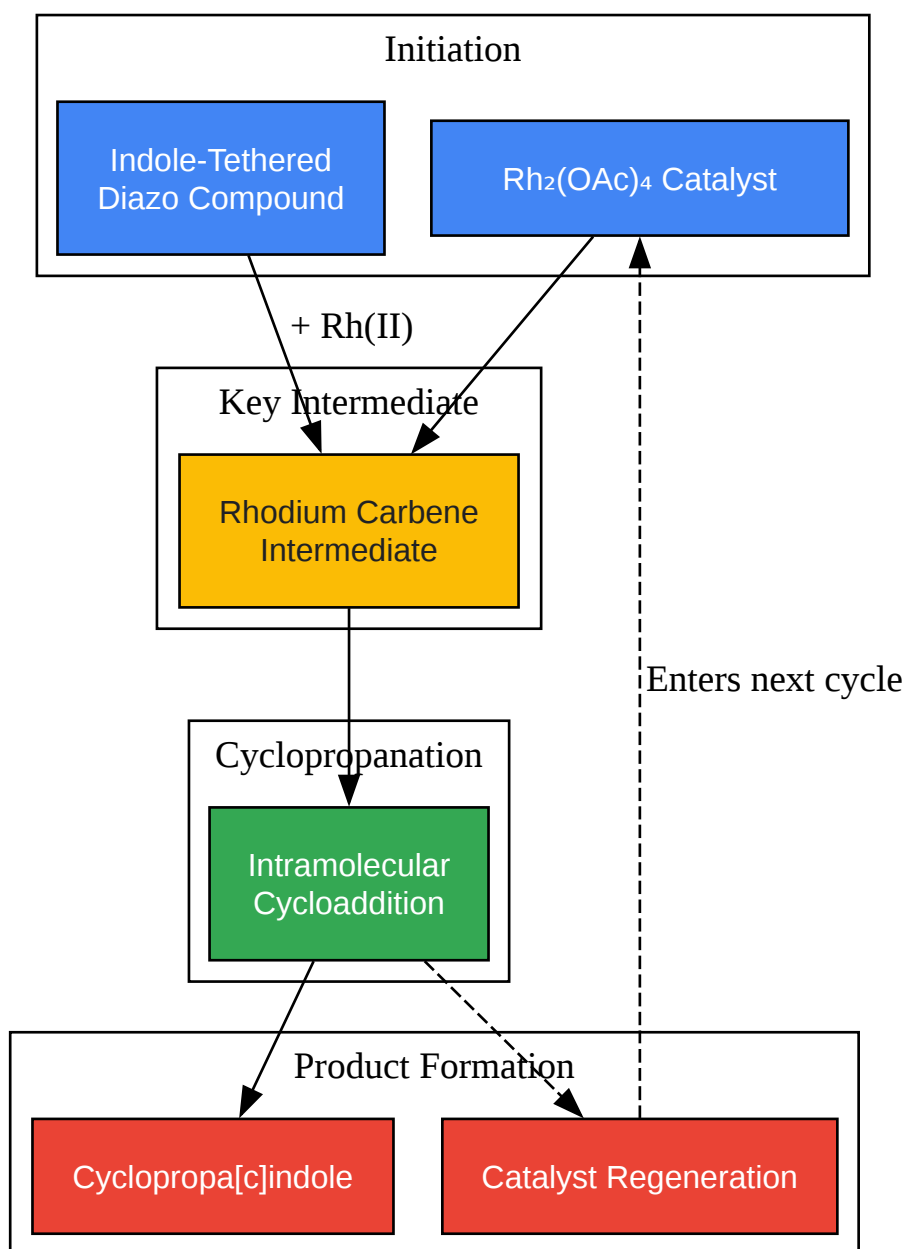 Initiation
Indole-Tethered
Diazo Compound
Rh₂(OAc)₄ Catalyst
+ Rh(II)
Key Intermediate
Rhodium Carbene
Intermediate
Enters next cycle
Cyclopropanation
Intramolecular
Cycloaddition
Product Formation
Cyclopropa[c]indole
Catalyst Regeneration